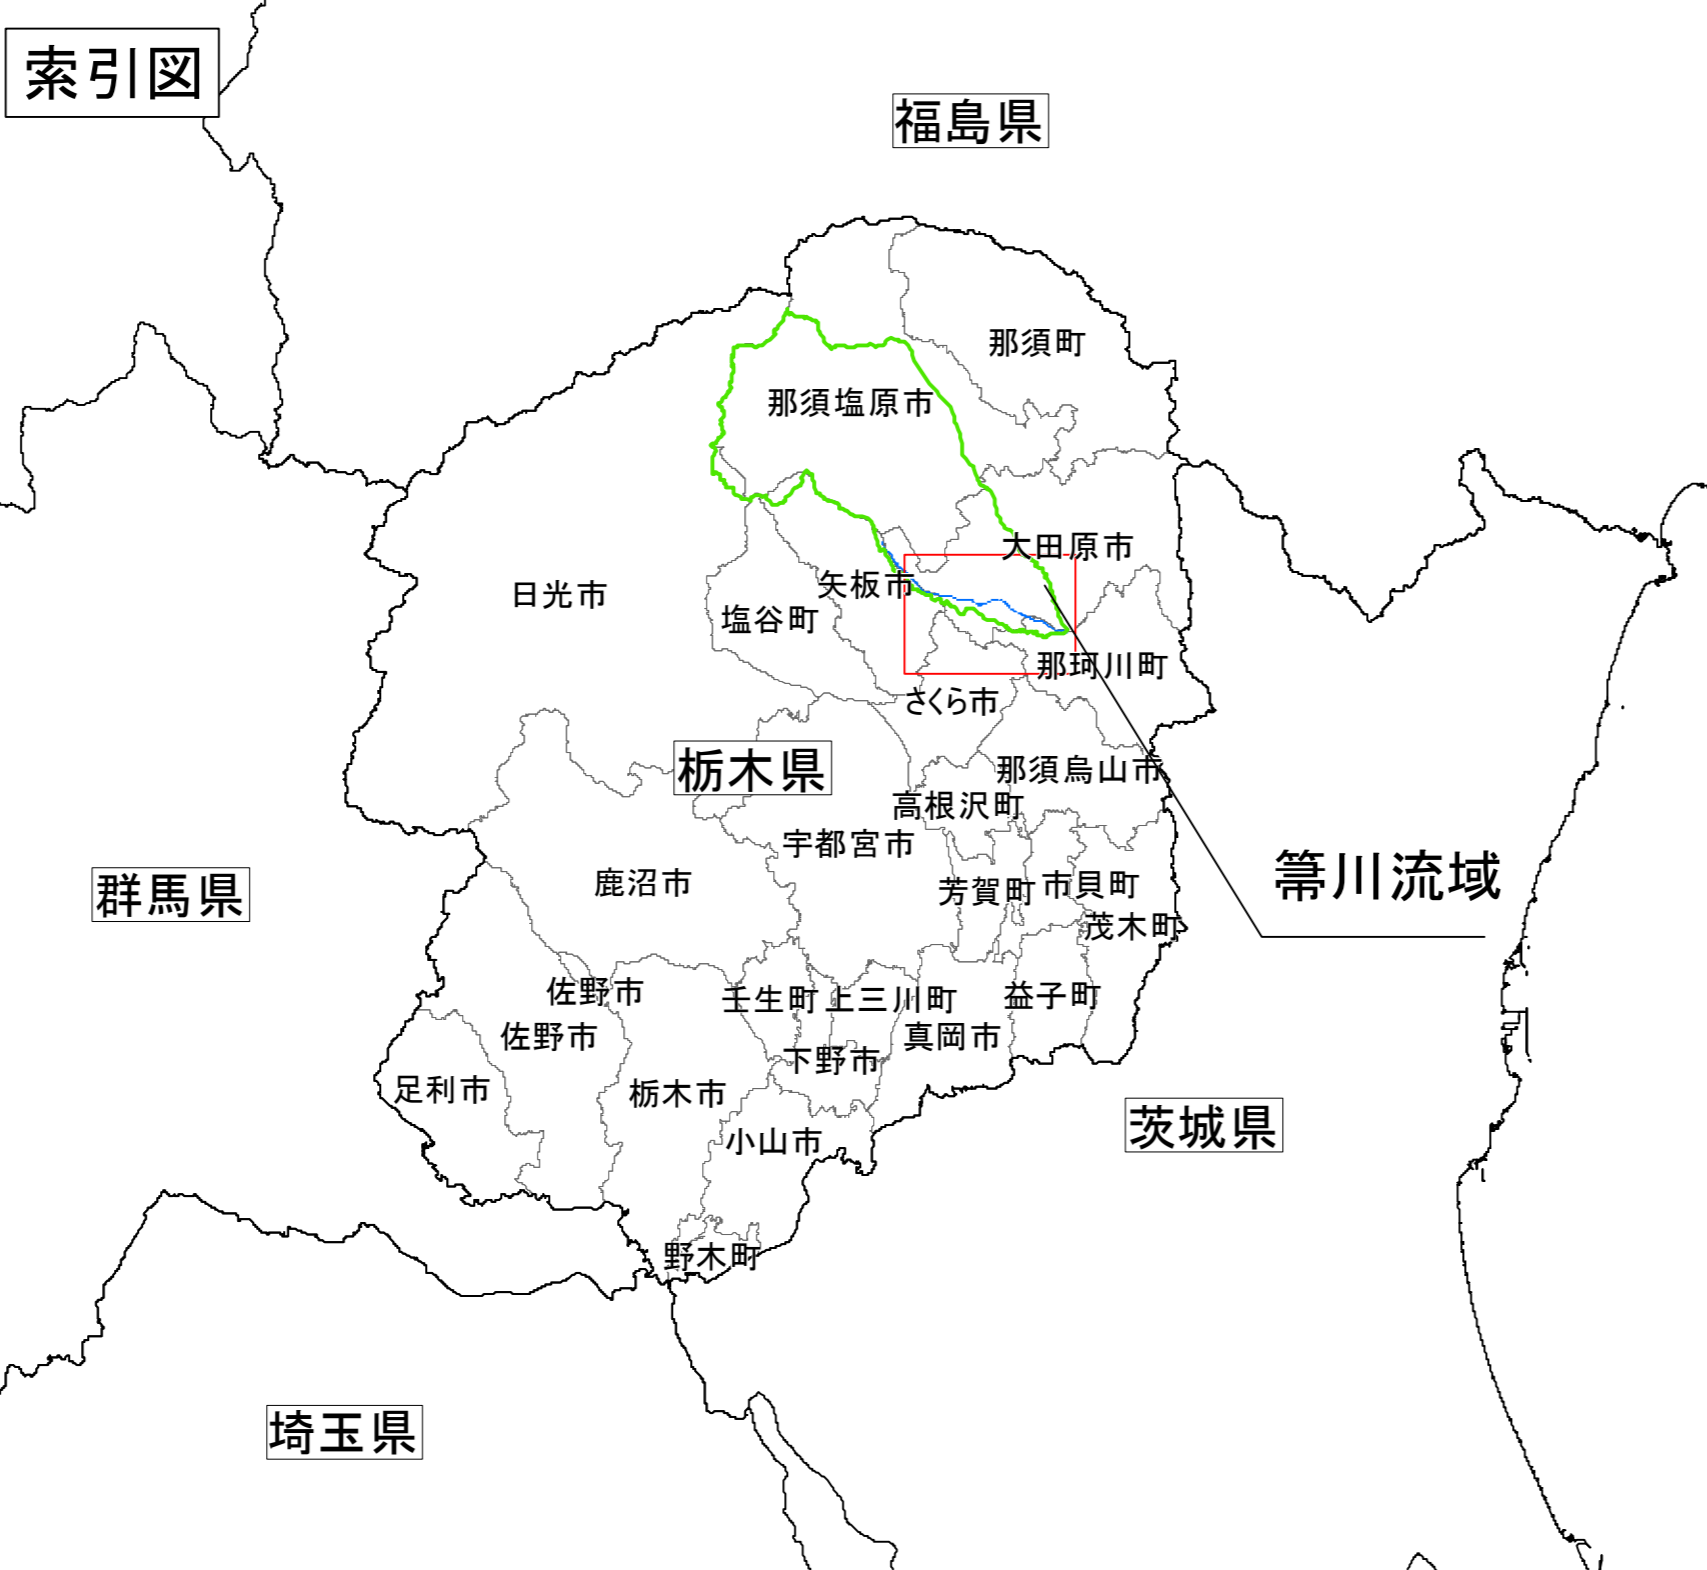 索引図
福島県
那須町
那須塩原市
大田原市
矢板市
日光市
塩谷町
那珂川町
さくら市
栃木県
那須烏山市
高根沢町
宇都宮市
箒川流域
鹿沼市
芳賀町
市貝町
群馬県
茂木町
佐野市
壬生町
上三川町
益子町
佐野市
真岡市
下野市
足利市
栃木市
茨城県
小山市
野木町
埼玉県